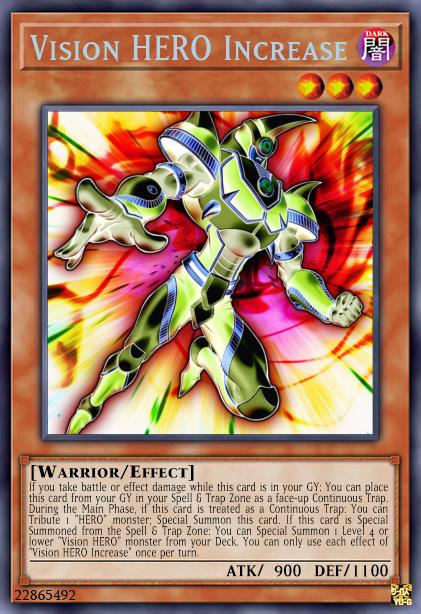 Vision HERO Increase
DARK
闇
[Warrior/Effect]
If you take battle or effect damage while this card is in your GY: You can place
this card from your GY in your Spell & Trap Zone as a face-up Continuous Trap.
During the Main Phase, if this card is treated as a Continuous Trap: You can
Tribute 1 "HERO" monster; Special Summon this card. If this card is Special
Summoned from the Spell & Trap Zone: You can Special Summon 1 Level 4 or
lower "Vision HERO" monster from your Deck. You can only use each effect of
"Vision HERO Increase" once per turn.
ATK/ 900 DEF/1100
22865492